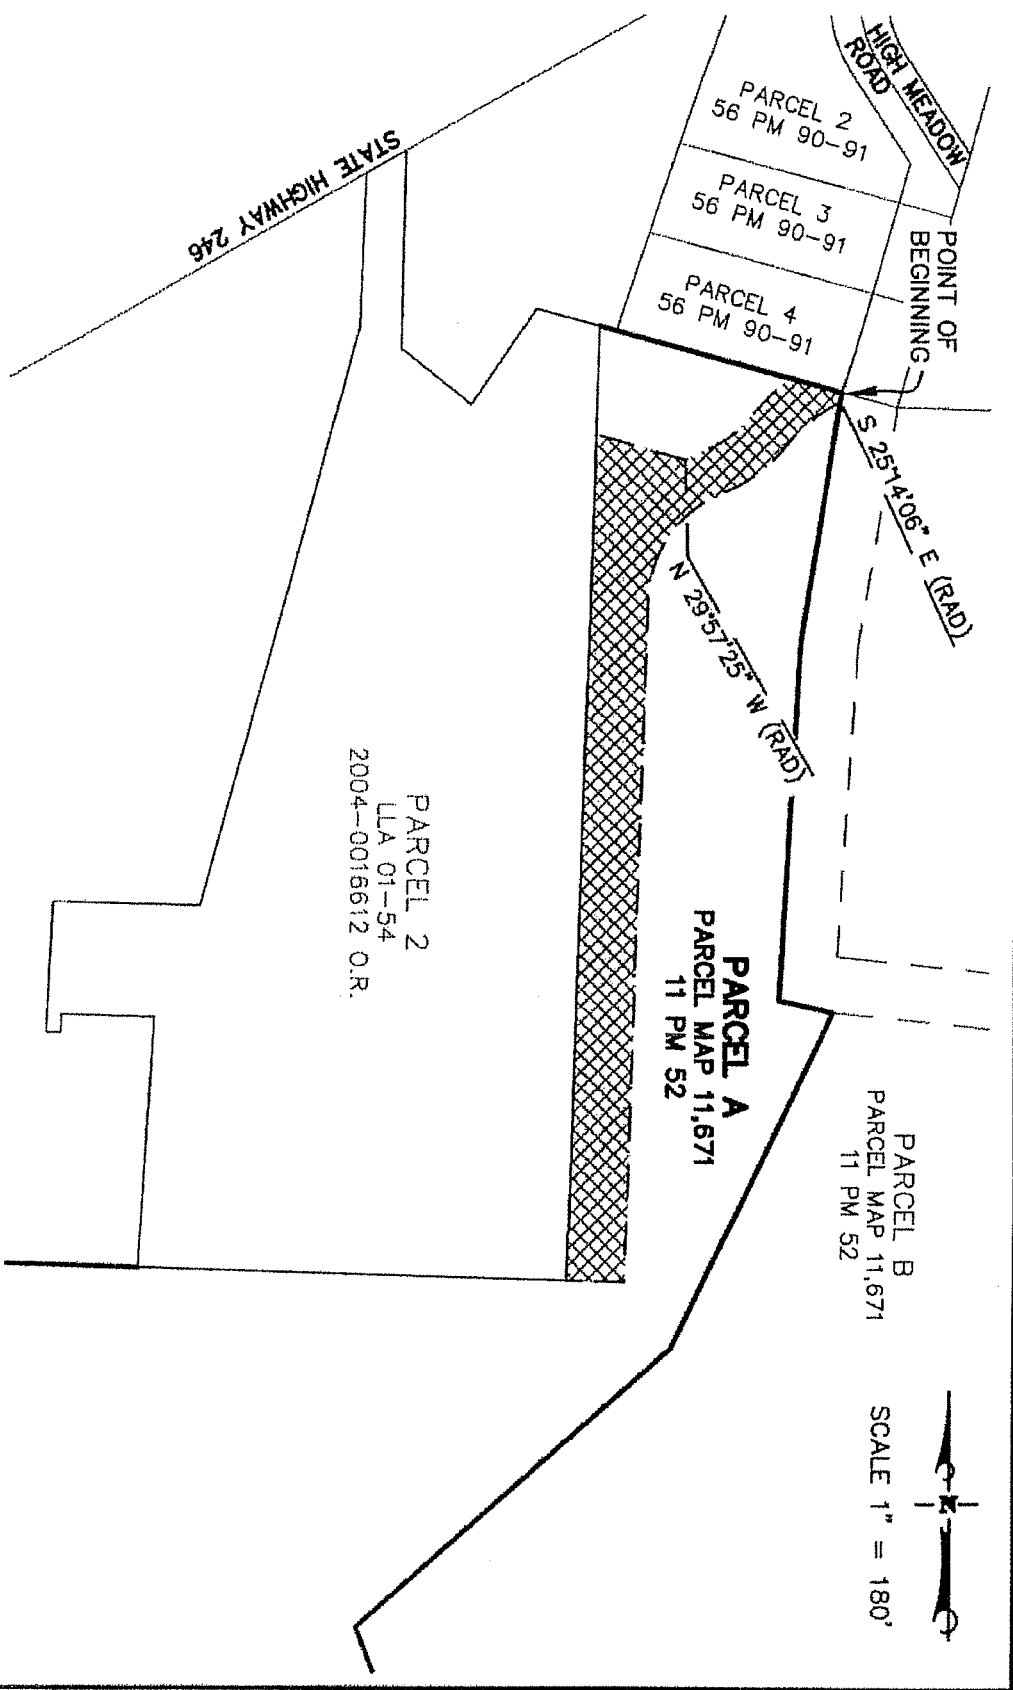 HIGH MEADOW
ROAD
PARCEL 2
56 PM 90-91
PARCEL 3
56 PM 90-91
PARCEL 4
56 PM 90-91
POINT OF
BEGINNING
STATE HIGHWAY 246
S 25°14'06" E (RAD)
N 29°57'25" W (RAD)
PARCEL 2
LLA 01-54
2004-0016612 O.R.
PARCEL A
PARCEL MAP 11,671
11 PM 52
PARCEL B
PARCEL MAP 11,671
11 PM 52
N
SCALE 1" = 180'